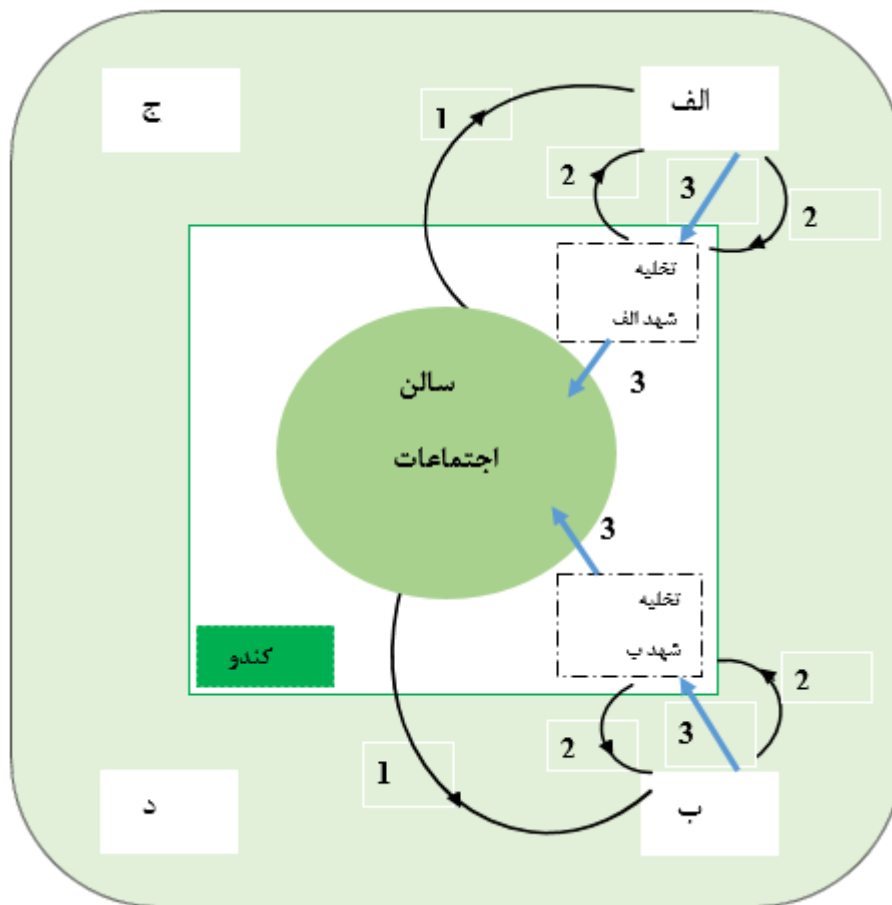 الف
ج
1
2
3
2
تخلیه
شهد الف
3
سالن
اجتماعات
3
تخلیه
شهد ب
کندو
2
2
3
1
ب
د